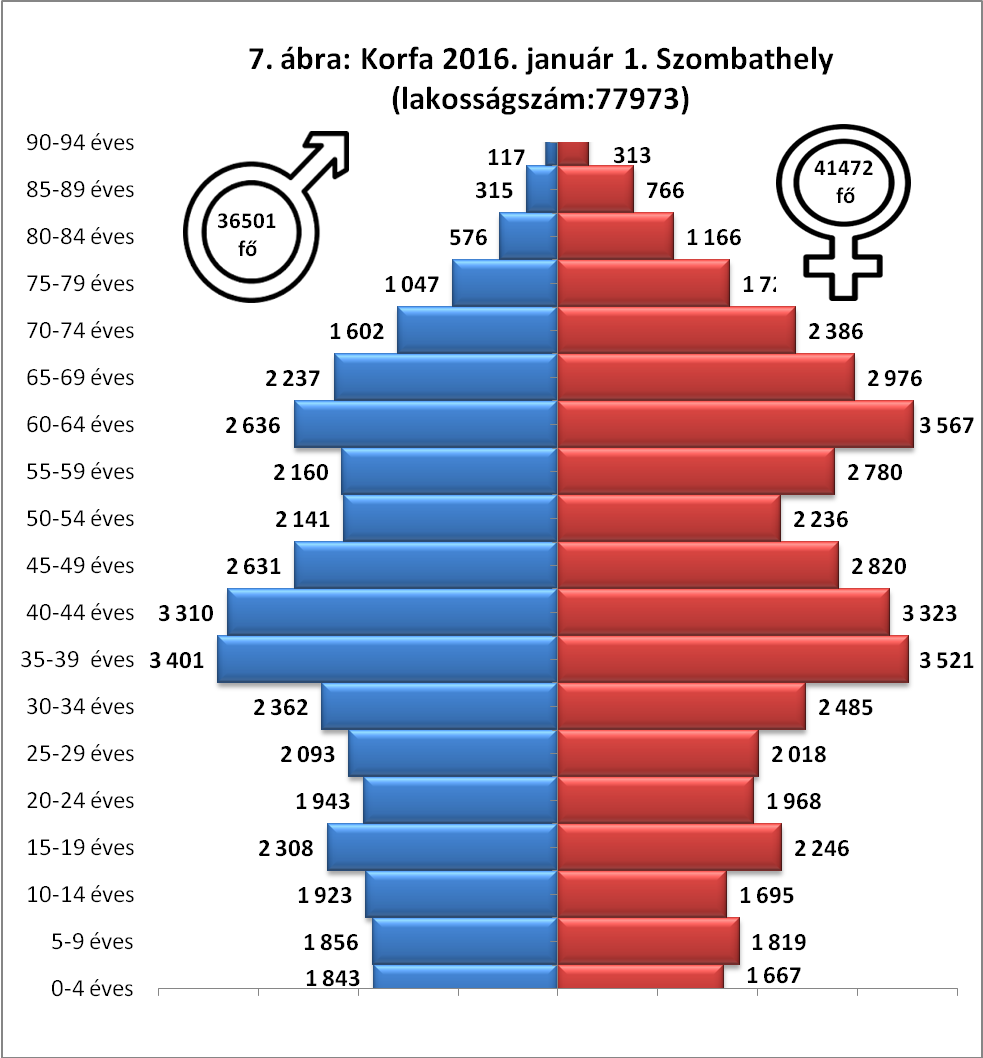 7. ábra: Korfa 2016. január 1. Szombathely
(lakosságszám:77973)
36501
fő
41472
fő
90-94 éves 117 313
85-89 éves 315 766
80-84 éves 576 1 166
75-79 éves 1 047
70-74 éves 1 602 2 386
65-69 éves 2 237 2 976
60-64 éves 2 636 3 567
55-59 éves 2 160 2 780
50-54 éves 2 141 2 236
45-49 éves 2 631 2 820
40-44 éves 3 310 3 323
35-39 éves 3 401 3 521
30-34 éves 2 362 2 485
25-29 éves 2 093 2 018
20-24 éves 1 943 1 968
15-19 éves 2 308 2 246
10-14 éves 1 923 1 695
5-9 éves 1 856 1 819
0-4 éves 1 843 1 667